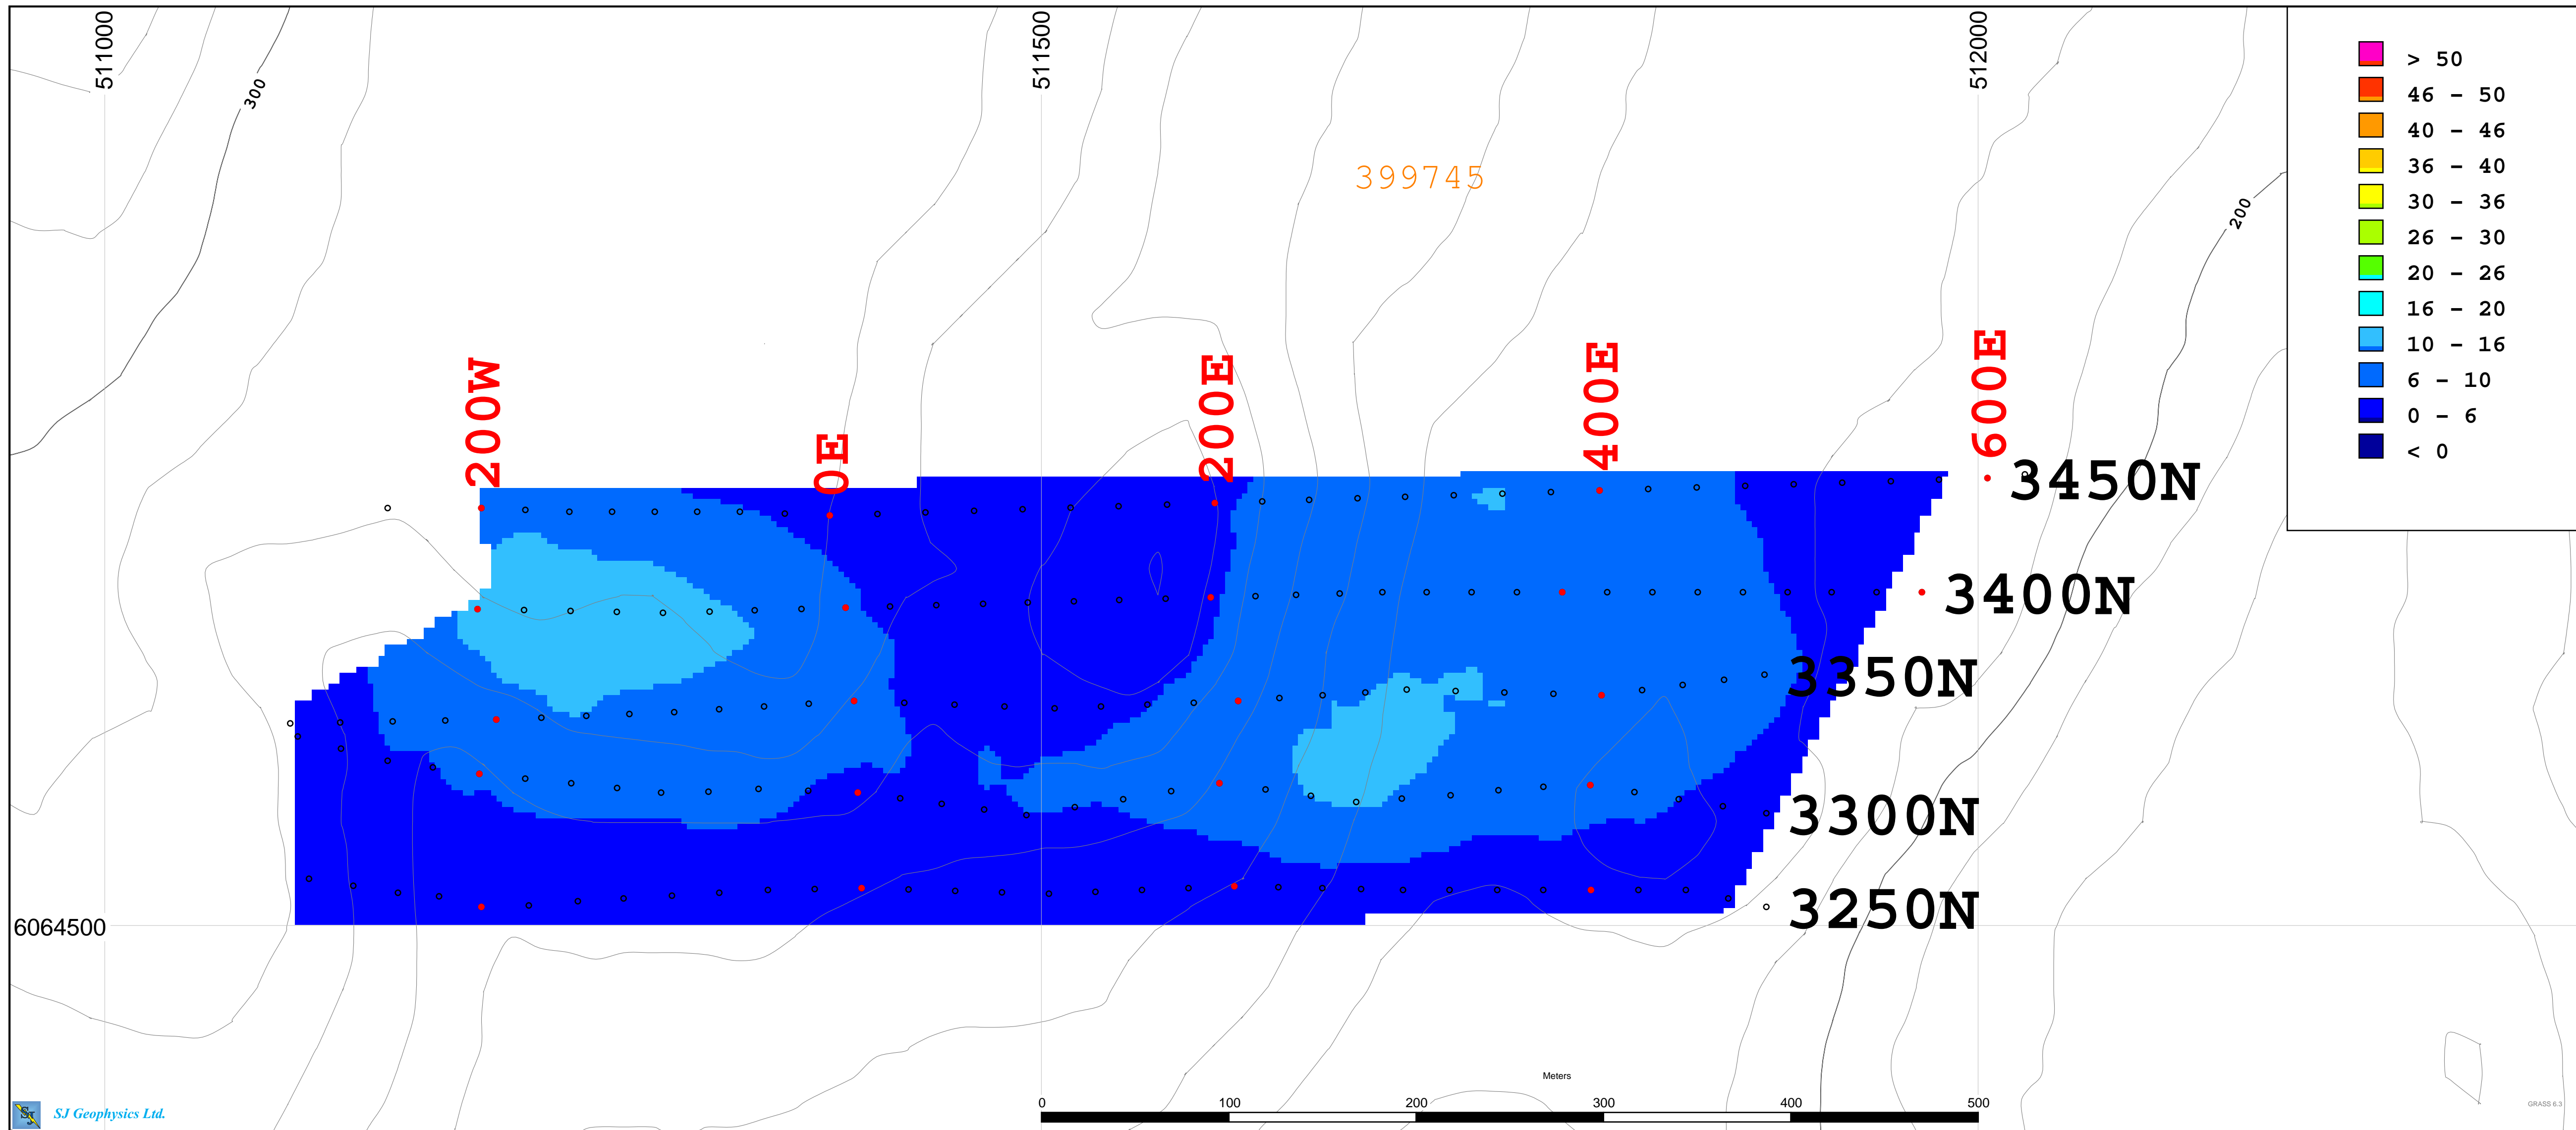 511000
511500
512000
300
200
399745
> 50
46 - 50
40 - 46
36 - 40
30 - 36
26 - 30
20 - 26
16 - 20
10 - 16
6 - 10
0 - 6
< 0
200W
0E
200E
400E
600E
3450N
3400N
3350N
3300N
3250N
6064500
Meters
0 100 200 300 400 500
SJ
SJ Geophysics Ltd.
GRASS 6.3